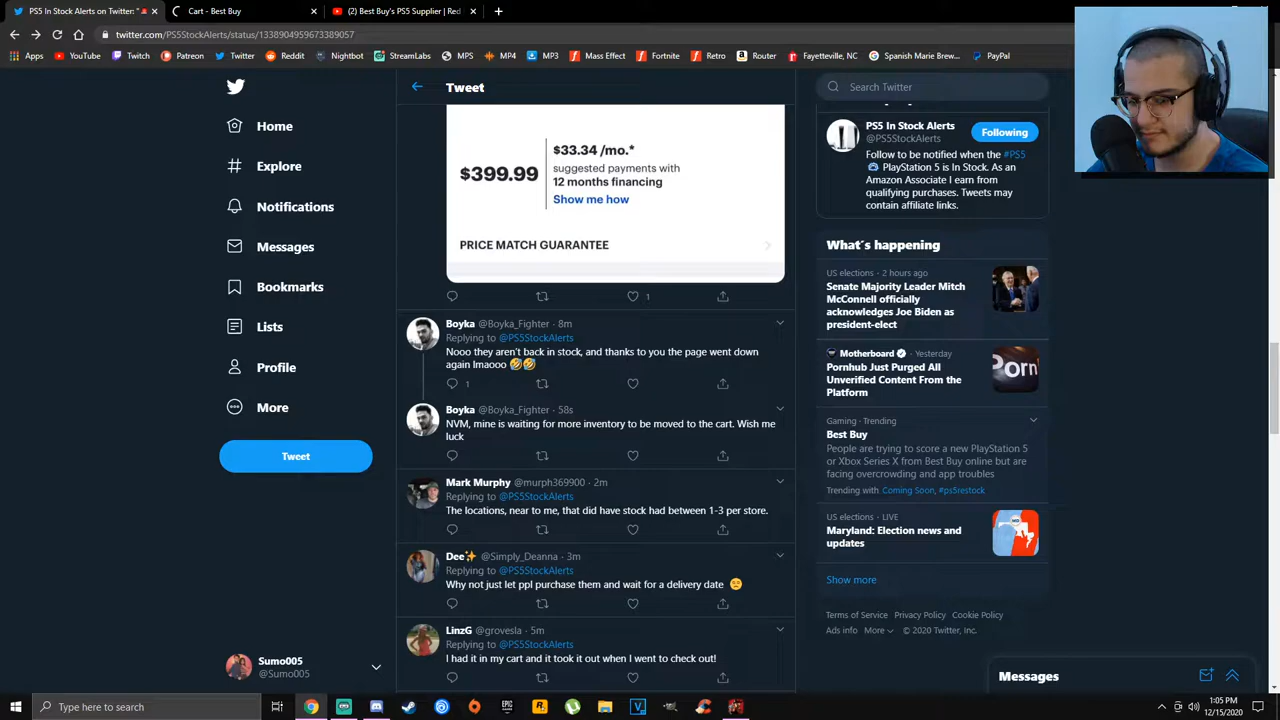 PS5 In Stock Alerts on Twitter: "
Cart - Best Buy
(2) Best Buy's PS5 Supplier | Red
twitter.com/PS5StockAlerts/status/1338904959673389057
Apps
YouTube
Twitch
Patreon
Twitter
Reddit
Nightbot
StreamLabs
MPS
MP4
MP3
Mass Effect
Fortnite
Retro
Router
Fayetteville, NC
Spanish Marie Brew...
PayPal
Home
Explore
Notifications
Messages
Bookmarks
Lists
Profile
More
Tweet
Sumo005
@Sumo005
Tweet
$399.99
$33.34 /mo.*
suggested payments with
12 months financing
Show me how
PRICE MATCH GUARANTEE
1
Boyka @Boyka_Fighter · 8m
Replying to @PS5StockAlerts
Nooo they aren't back in stock, and thanks to you the page went down
again lmaooo 🤣🤣
1
Boyka @Boyka_Fighter · 58s
NVM, mine is waiting for more inventory to be moved to the cart. Wish me
luck
Mark Murphy @murph369900 · 2m
Replying to @PS5StockAlerts
The locations, near to me, that did have stock had between 1-3 per store.
Dee✨ @Simply_Deanna · 3m
Replying to @PS5StockAlerts
Why not just let ppl purchase them and wait for a delivery date
LinzG @grovesla · 5m
Replying to @PS5StockAlerts
I had it in my cart and it took it out when I went to check out!
Search Twitter
PS5 In Stock Alerts
@PS5StockAlerts
Following
Follow to be notified when the #PS5
PlayStation 5 is In Stock. As an
Amazon Associate I earn from
qualifying purchases. Tweets may
contain affiliate links.
What's happening
US elections · 2 hours ago
Senate Majority Leader Mitch
McConnell officially
acknowledges Joe Biden as
president-elect
Motherboard · Yesterday
Pornhub Just Purged All
Unverified Content From the
Platform
Porn
Gaming · Trending
Best Buy
People are trying to score a new PlayStation 5
or Xbox Series X from Best Buy online but are
facing overcrowding and app troubles
Trending with Coming Soon, #ps5restock
US elections · LIVE
Maryland: Election news and
updates
Show more
Terms of Service Privacy Policy Cookie Policy
Ads info More © 2020 Twitter, Inc.
Messages
Type here to search
EPIC
1:05 PM
12/15/2020